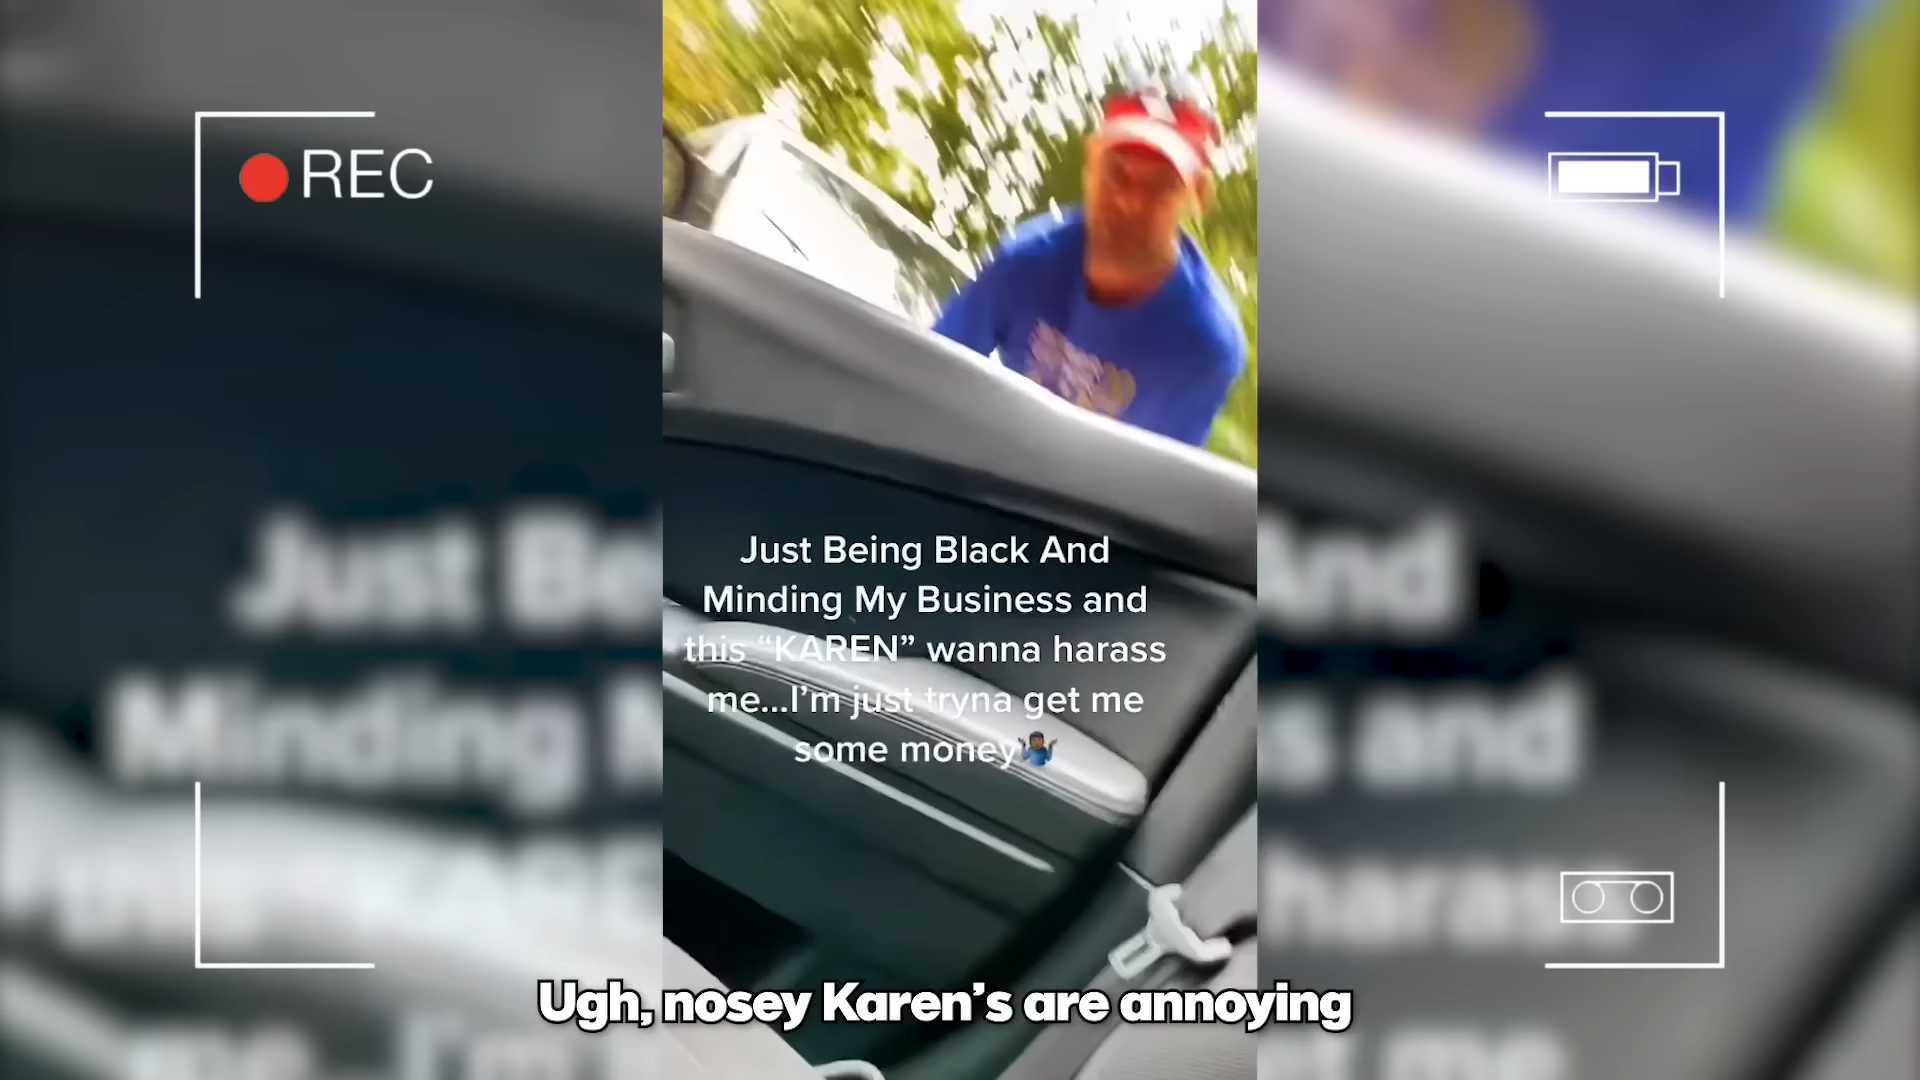 REC
Just Being Black And
Minding My Business and
this “KAREN” wanna harass
me...I’m just tryna get me
some money🤷🏾‍♂️
Ugh, nosey Karen’s are annoying